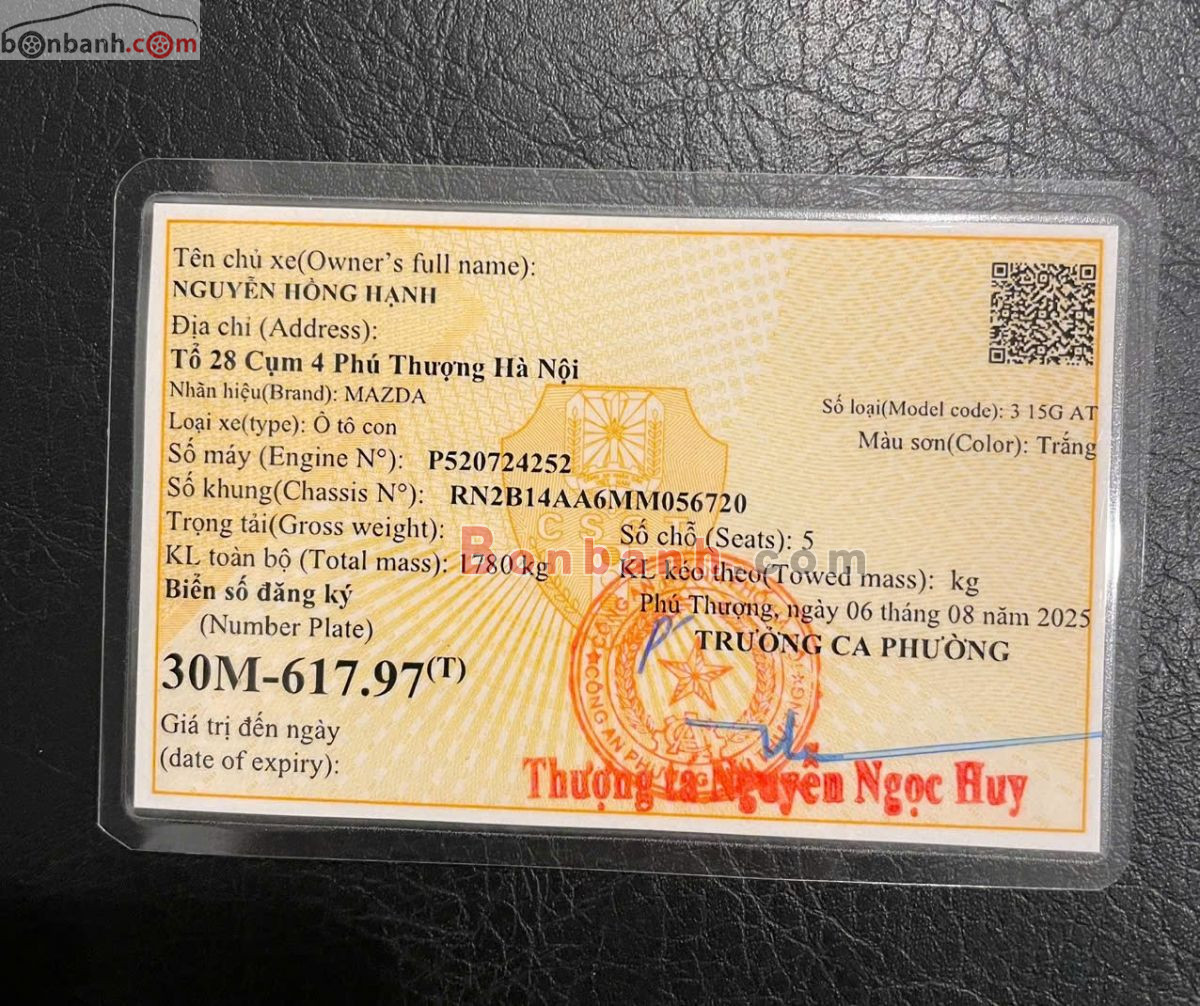 bonbanh.com
Tên chủ xe(Owner's full name):
NGUYỄN HỒNG HẠNH
Địa chỉ (Address):
Tổ 28 Cụm 4 Phú Thượng Hà Nội
Nhãn hiệu(Brand): MAZDA
Số loại(Model code): 3 15G AT
Loại xe(type): Ô tô con
Màu sơn(Color): Trắng
Số máy (Engine N°): P520724252
Số khung(Chassis N°): RN2B14AA6MM056720
CSGT
Trọng tải(Gross weight):
Số chỗ (Seats): 5
Bonbanh.com
KL toàn bộ (Total mass): 1780 kg
KL kéo theo(Towed mass): kg
Biển số đăng ký
Phú Thượng, ngày 06 tháng 08 năm 2025
(Number Plate)
TRƯỞNG CA PHƯỜNG
30M-617.97(T)
Giá trị đến ngày
(date of expiry):
Thượng tá Nguyễn Ngọc Huy